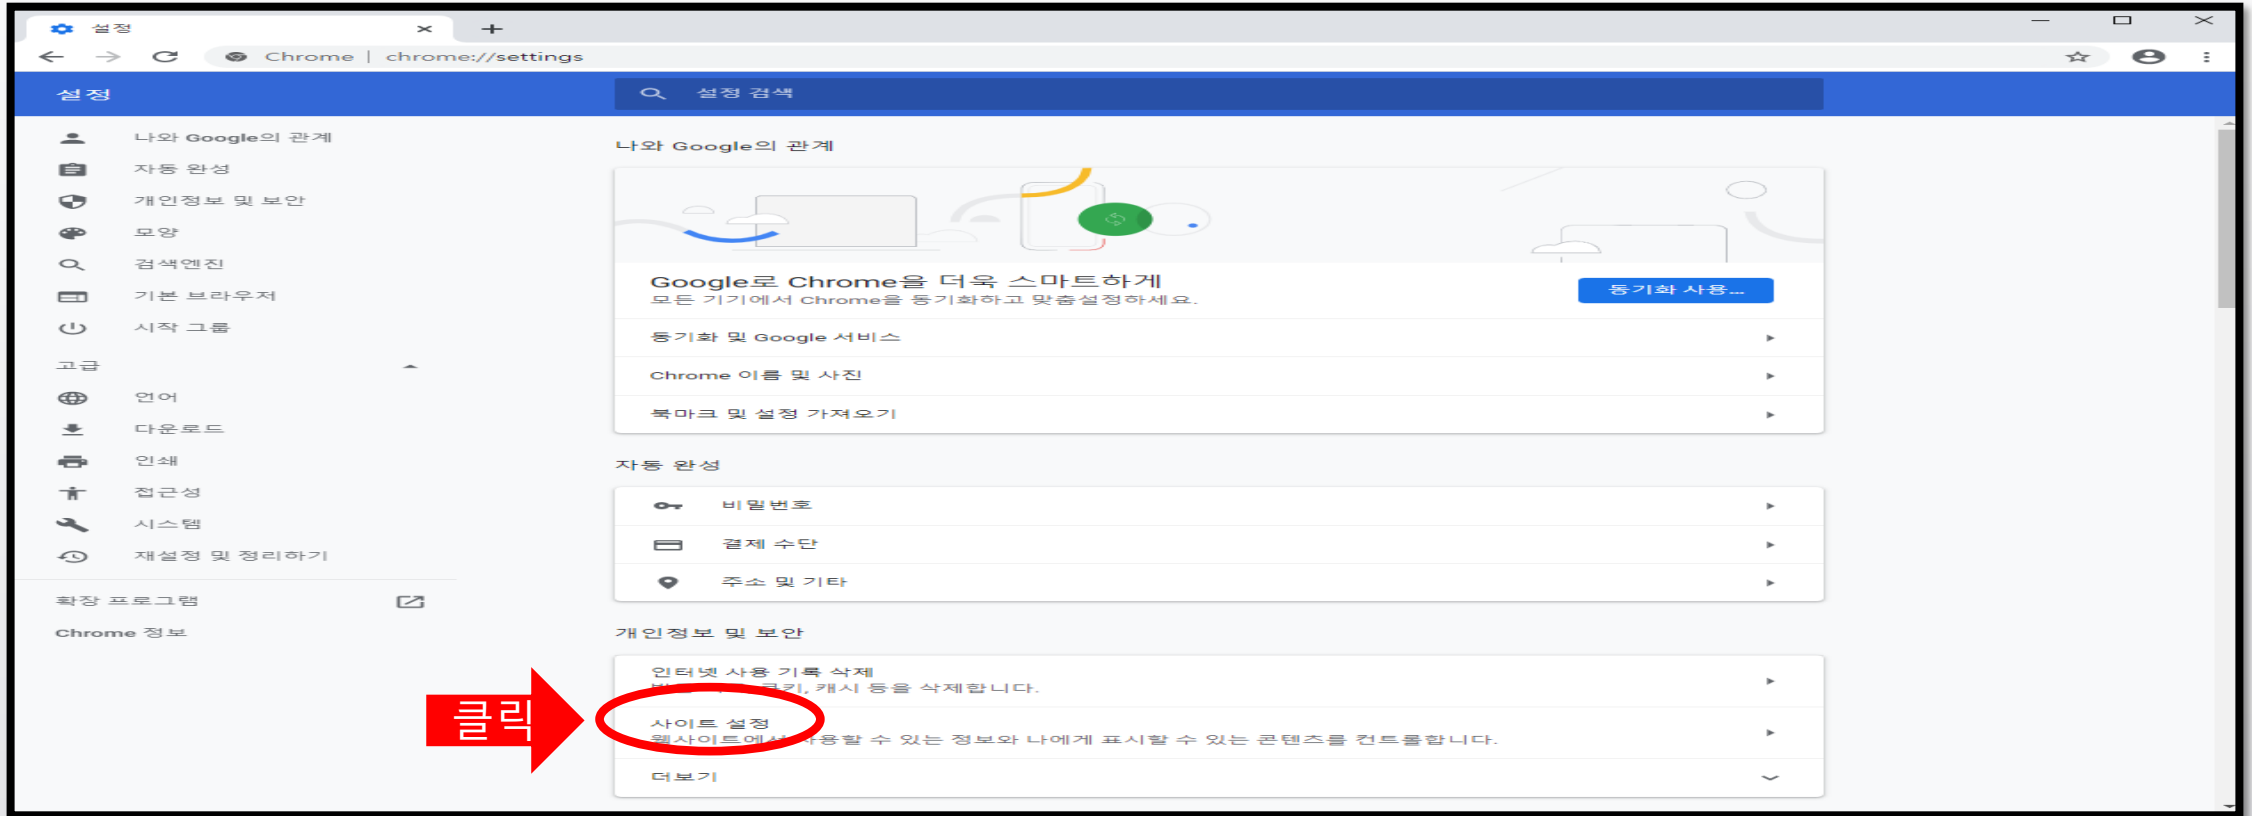 설정
Chrome | chrome://settings
설정
설정 검색
나와 Google의 관계
자동 완성
개인정보 및 보안
모양
검색엔진
기본 브라우저
시작 그룹
고급
언어
다운로드
인쇄
접근성
시스템
재설정 및 정리하기
확장 프로그램
Chrome 정보
나와 Google의 관계
Google로 Chrome을 더욱 스마트하게
모든 기기에서 Chrome을 동기화하고 맞춤설정하세요.
동기화 사용...
동기화 및 Google 서비스
Chrome 이름 및 사진
북마크 및 설정 가져오기
자동 완성
비밀번호
결제 수단
주소 및 기타
개인정보 및 보안
인터넷 사용 기록 삭제
쿠키, 캐시 등을 삭제합니다.
클릭
사이트 설정
웹사이트에서 사용할 수 있는 정보와 나에게 표시할 수 있는 콘텐츠를 컨트롤합니다.
더보기